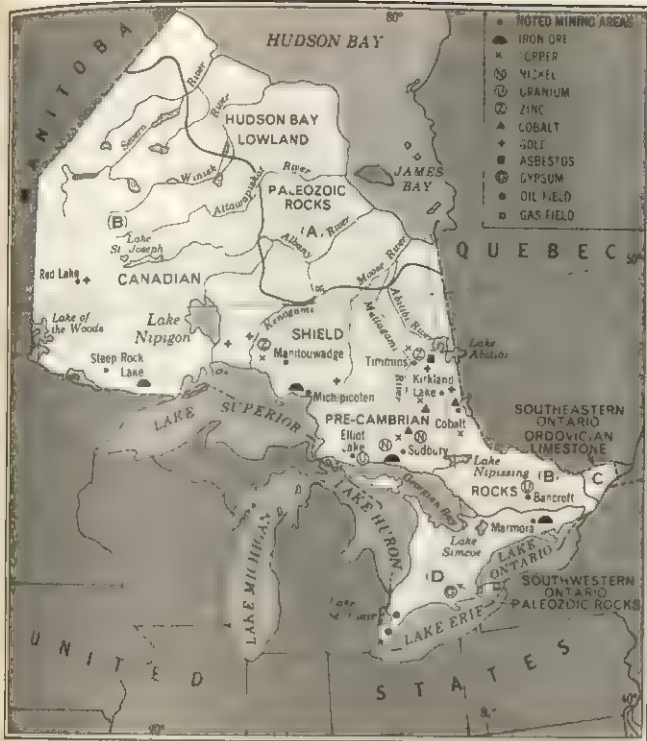 MANITOBA
HUDSON BAY
80°
NOTED MINING AREAS
IRON ORE
COPPER
NICKEL
URANIUM
ZINC
COBALT
GOLD
ASBESTOS
GYPSUM
OIL FIELD
GAS FIELD
Severn River
River
HUDSON BAY
LOWLAND
Winisk
Attawapiskat River
JAMES
BAY
PALEOZOIC
ROCKS
(A)
Albany River
(B)
Lake
St. Joseph
Moose River
QUEBEC
50°
Red Lake
CANADIAN
Kenogami
Mattagami River
Abitibi River
Lake of
the Woods
Lake
Nipigon
SHIELD
Lake
Abitibi
Manitouwadge
Timmins
Steep Rock
Lake
Kirkland
Lake
Michipicoten
LAKE SUPERIOR
PRE-CAMBRIAN
Cobalt
SOUTHEASTERN
ONTARIO
ORDOVICIAN
LIMESTONE
Elliot
Lake
Sudbury
Lake
Nipissing
(B)
C
ROCKS
Bancroft
Georgian Bay
LAKE HURON
Marmora
Lake
Simcoe
LAKE
ONTARIO
LAKE MICHIGAN
(D
SOUTHWESTERN
ONTARIO
PALEOZOIC ROCKS
Lake
LAKE ERIE
UNITED STATES
40°